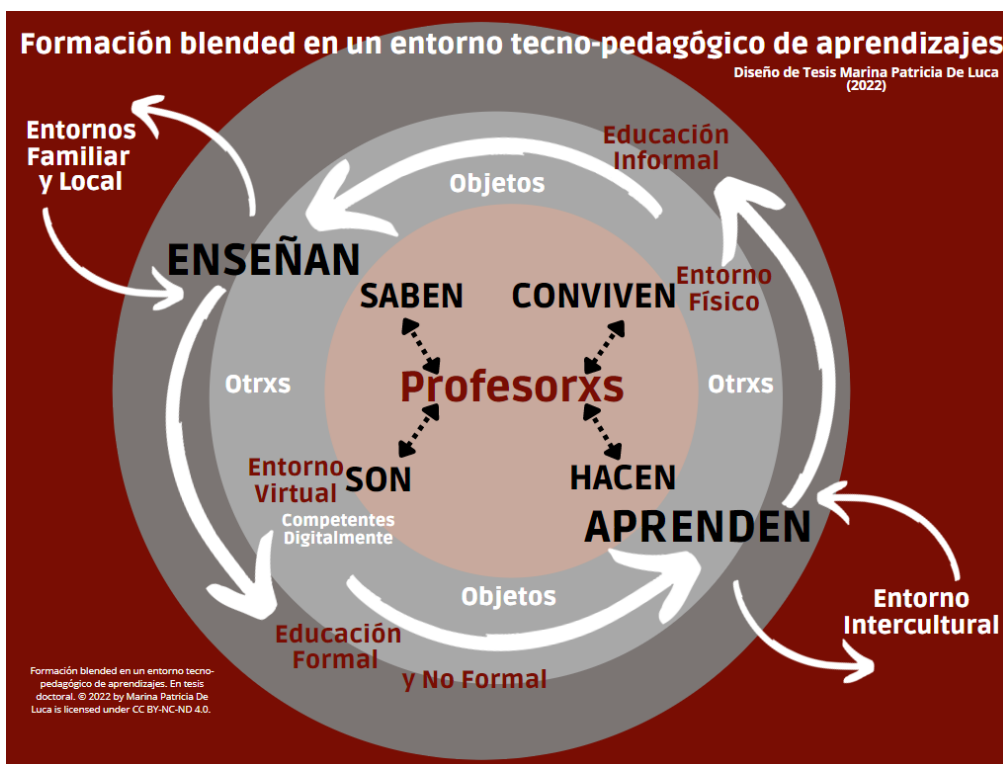 Formación blended en un entorno tecno-pedagógico de aprendizajes
Diseño de Tesis Marina Patricia De Luca
(2022)
Entornos
Familiar
y Local
Educación
Informal
Objetos
ENSEÑAN
SABEN
CONVIVEN
Entorno
Físico
Otrxs
Profesorxs
Otrxs
Entorno
Virtual
SON
Competentes
Digitalmente
HACEN
APRENDEN
Objetos
Entorno
Intercultural
Educación
Formal
y No Formal
Formación blended en un entorno tecno-
pedagógico de aprendizajes. En tesis
doctoral. © 2022 by Marina Patricia De
Luca is licensed under CC BY-NC-ND 4.0.